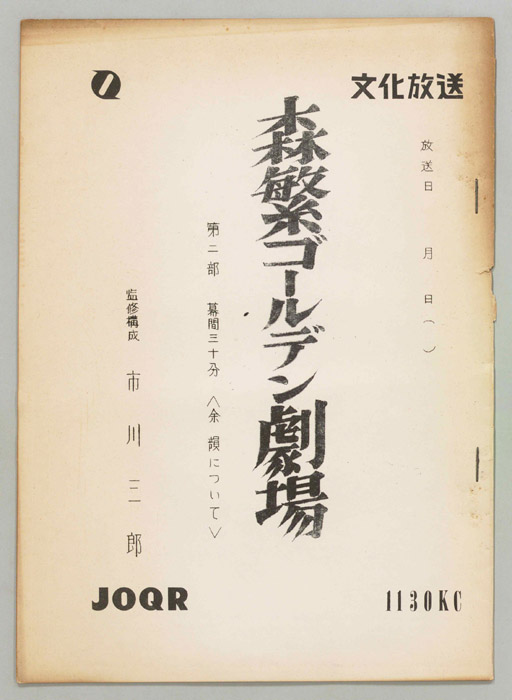 文化放送
放送日　月　日（　）
森繁ゴールデン劇場
第二部　幕間三十分　＜余韻について＞
監修構成　市川三郎
JOQR
1130KC